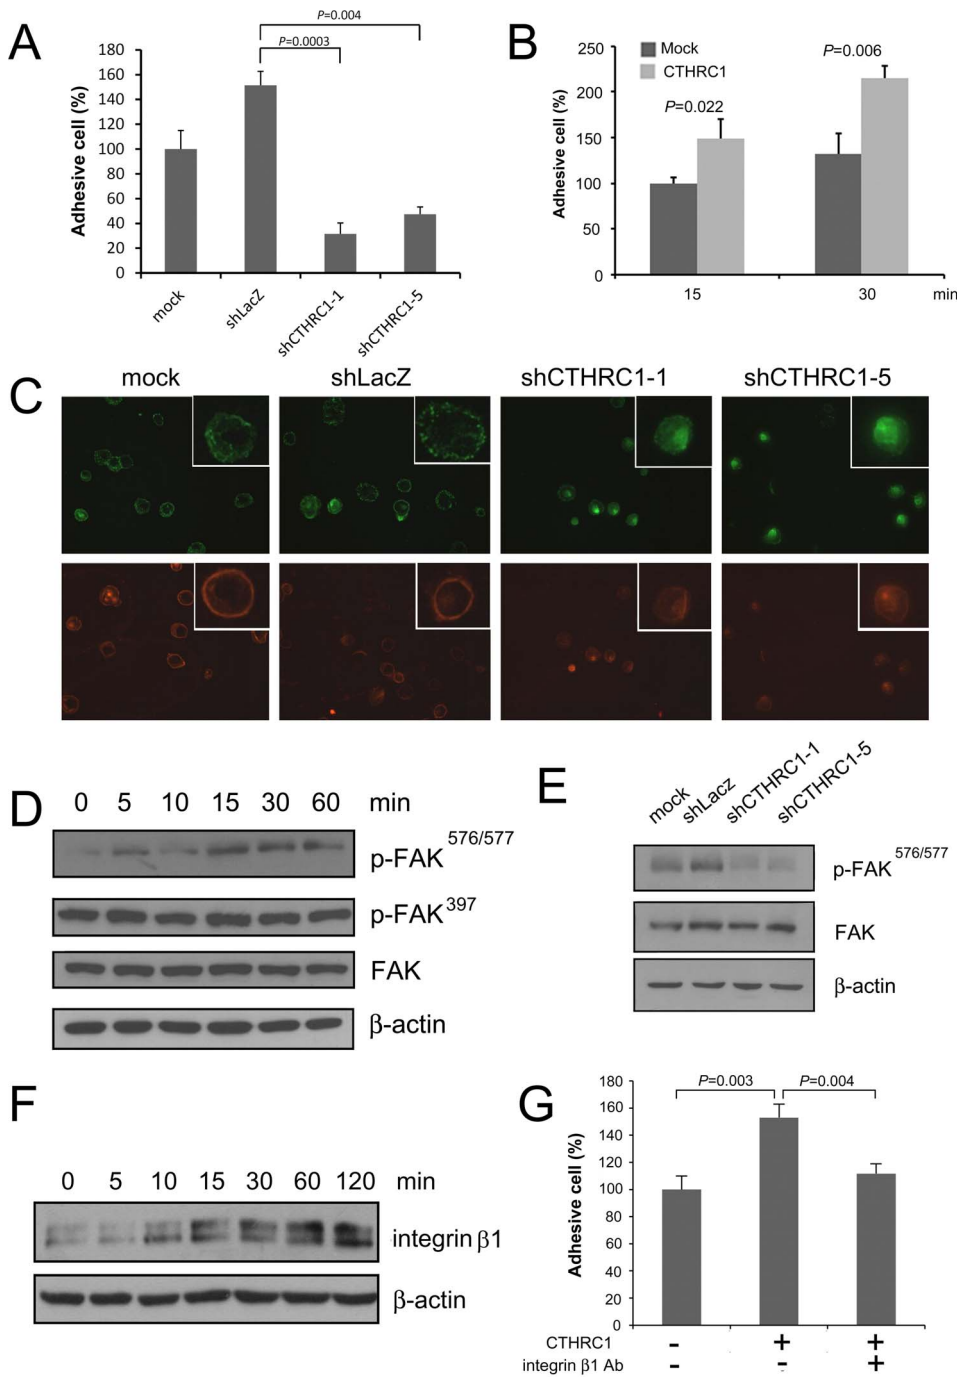 A
P=0.004
P=0.0003
Adhesive cell (%)
180
160
140
120
100
80
60
40
20
0
mock
shLacZ
shCTHRC1-1
shCTHRC1-5
B
Mock
CTHRC1
P=0.022
P=0.006
Adhesive cell (%)
250
200
150
100
50
0
15 30 min
C
mock shLacZ shCTHRC1-1 shCTHRC1-5
D
0 5 10 15 30 60 min
p-FAK576/577
p-FAK397
FAK
β-actin
E
mock
shLacz
shCTHRC1-1
shCTHRC1-5
p-FAK576/577
FAK
β-actin
F
0 5 10 15 30 60 120 min
integrin β1
β-actin
G
P=0.003 P=0.004
Adhesive cell (%)
180
160
140
120
100
80
60
40
20
0
CTHRC1 - + +
integrin β1 Ab - - +